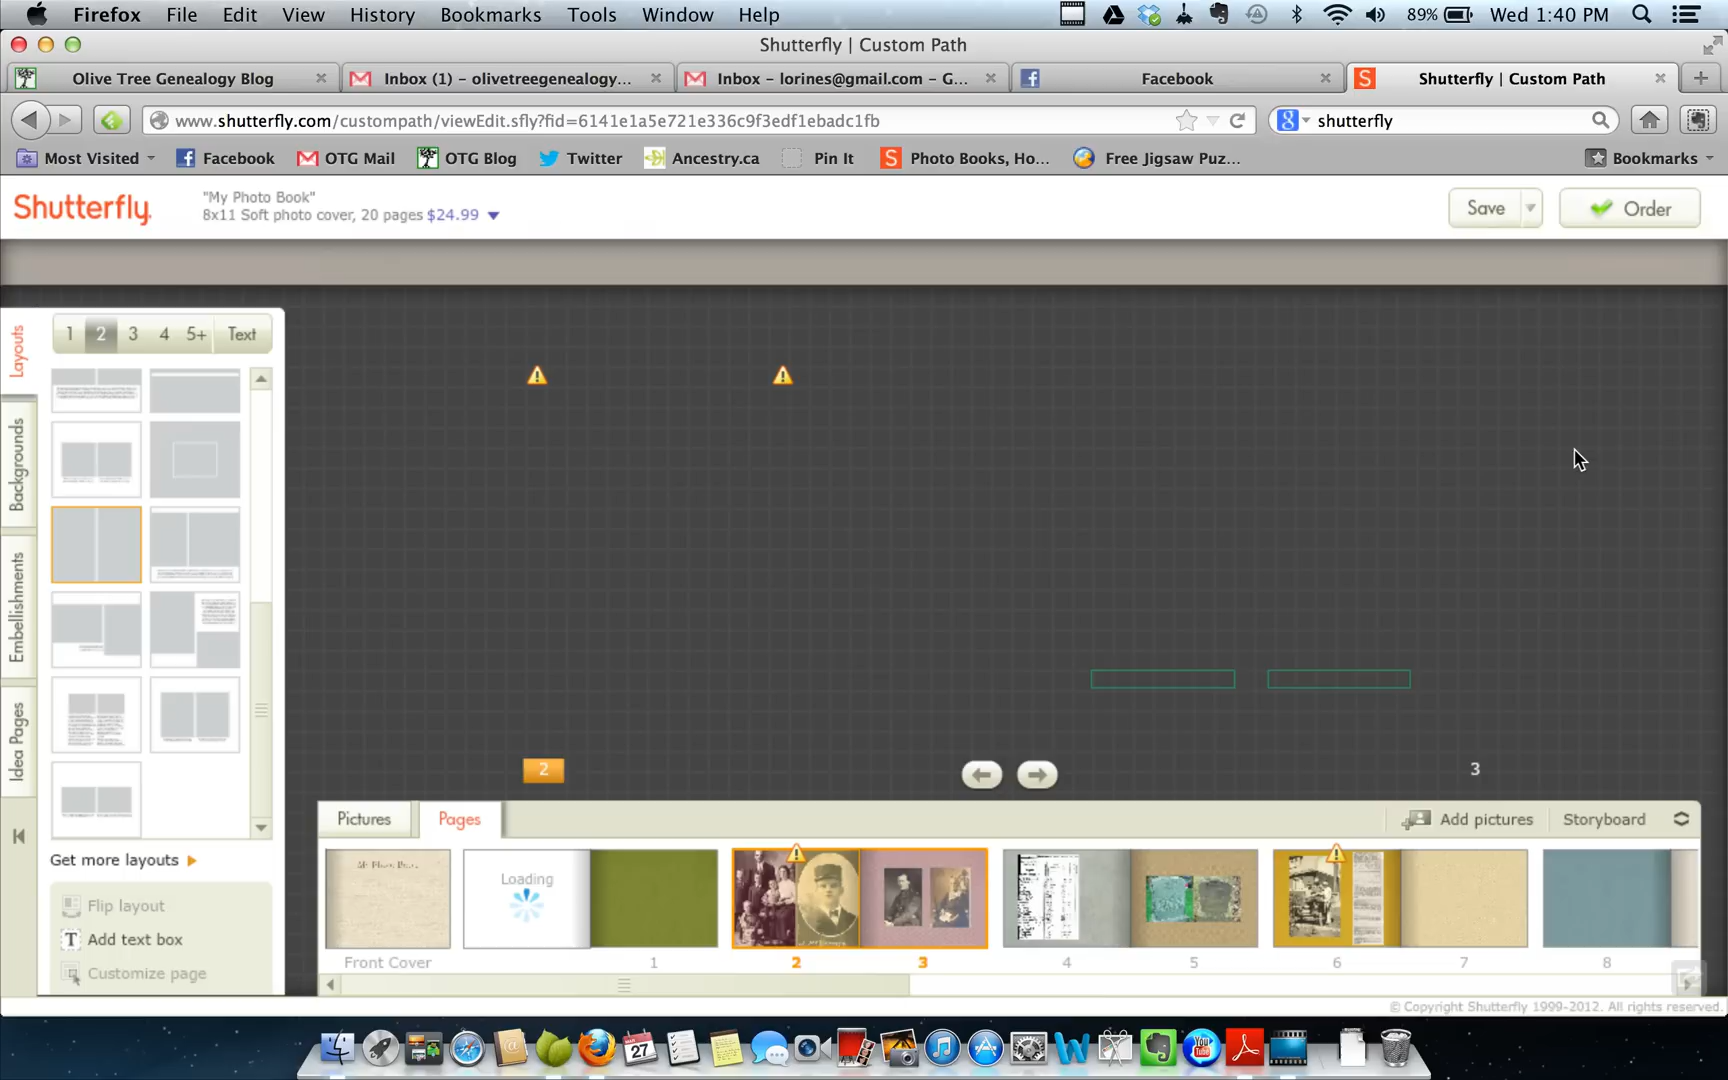 Firefox File Edit View History Bookmarks Tools Window Help 89% Wed 1:40 PM
Shutterfly | Custom Path
Olive Tree Genealogy Blog Inbox (1) – olivetreegenealogy... Inbox – lorines@gmail.com – G... Facebook Shutterfly | Custom Path
www.shutterfly.com/custompath/viewEdit.sfly?fid=6141e1a5e721e336c9f3edf1ebadc1fb shutterfly
Most Visited Facebook OTG Mail OTG Blog Twitter Ancestry.ca Pin It Photo Books, Ho... Free Jigsaw Puz... Bookmarks
Shutterfly.
"My Photo Book"
8x11 Soft photo cover, 20 pages $24.99
Save Order
Layouts
Backgrounds
Embellishments
Idea Pages
1 2 3 4 5+ Text
Get more layouts
Flip layout
Add text box
Customize page
2 3
Pictures Pages Add pictures Storyboard
My Photo Book
Loading
Front Cover 1 2 3 4 5 6 7 8
© Copyright Shutterfly 1999-2012. All rights reserved.
27
You
Tube